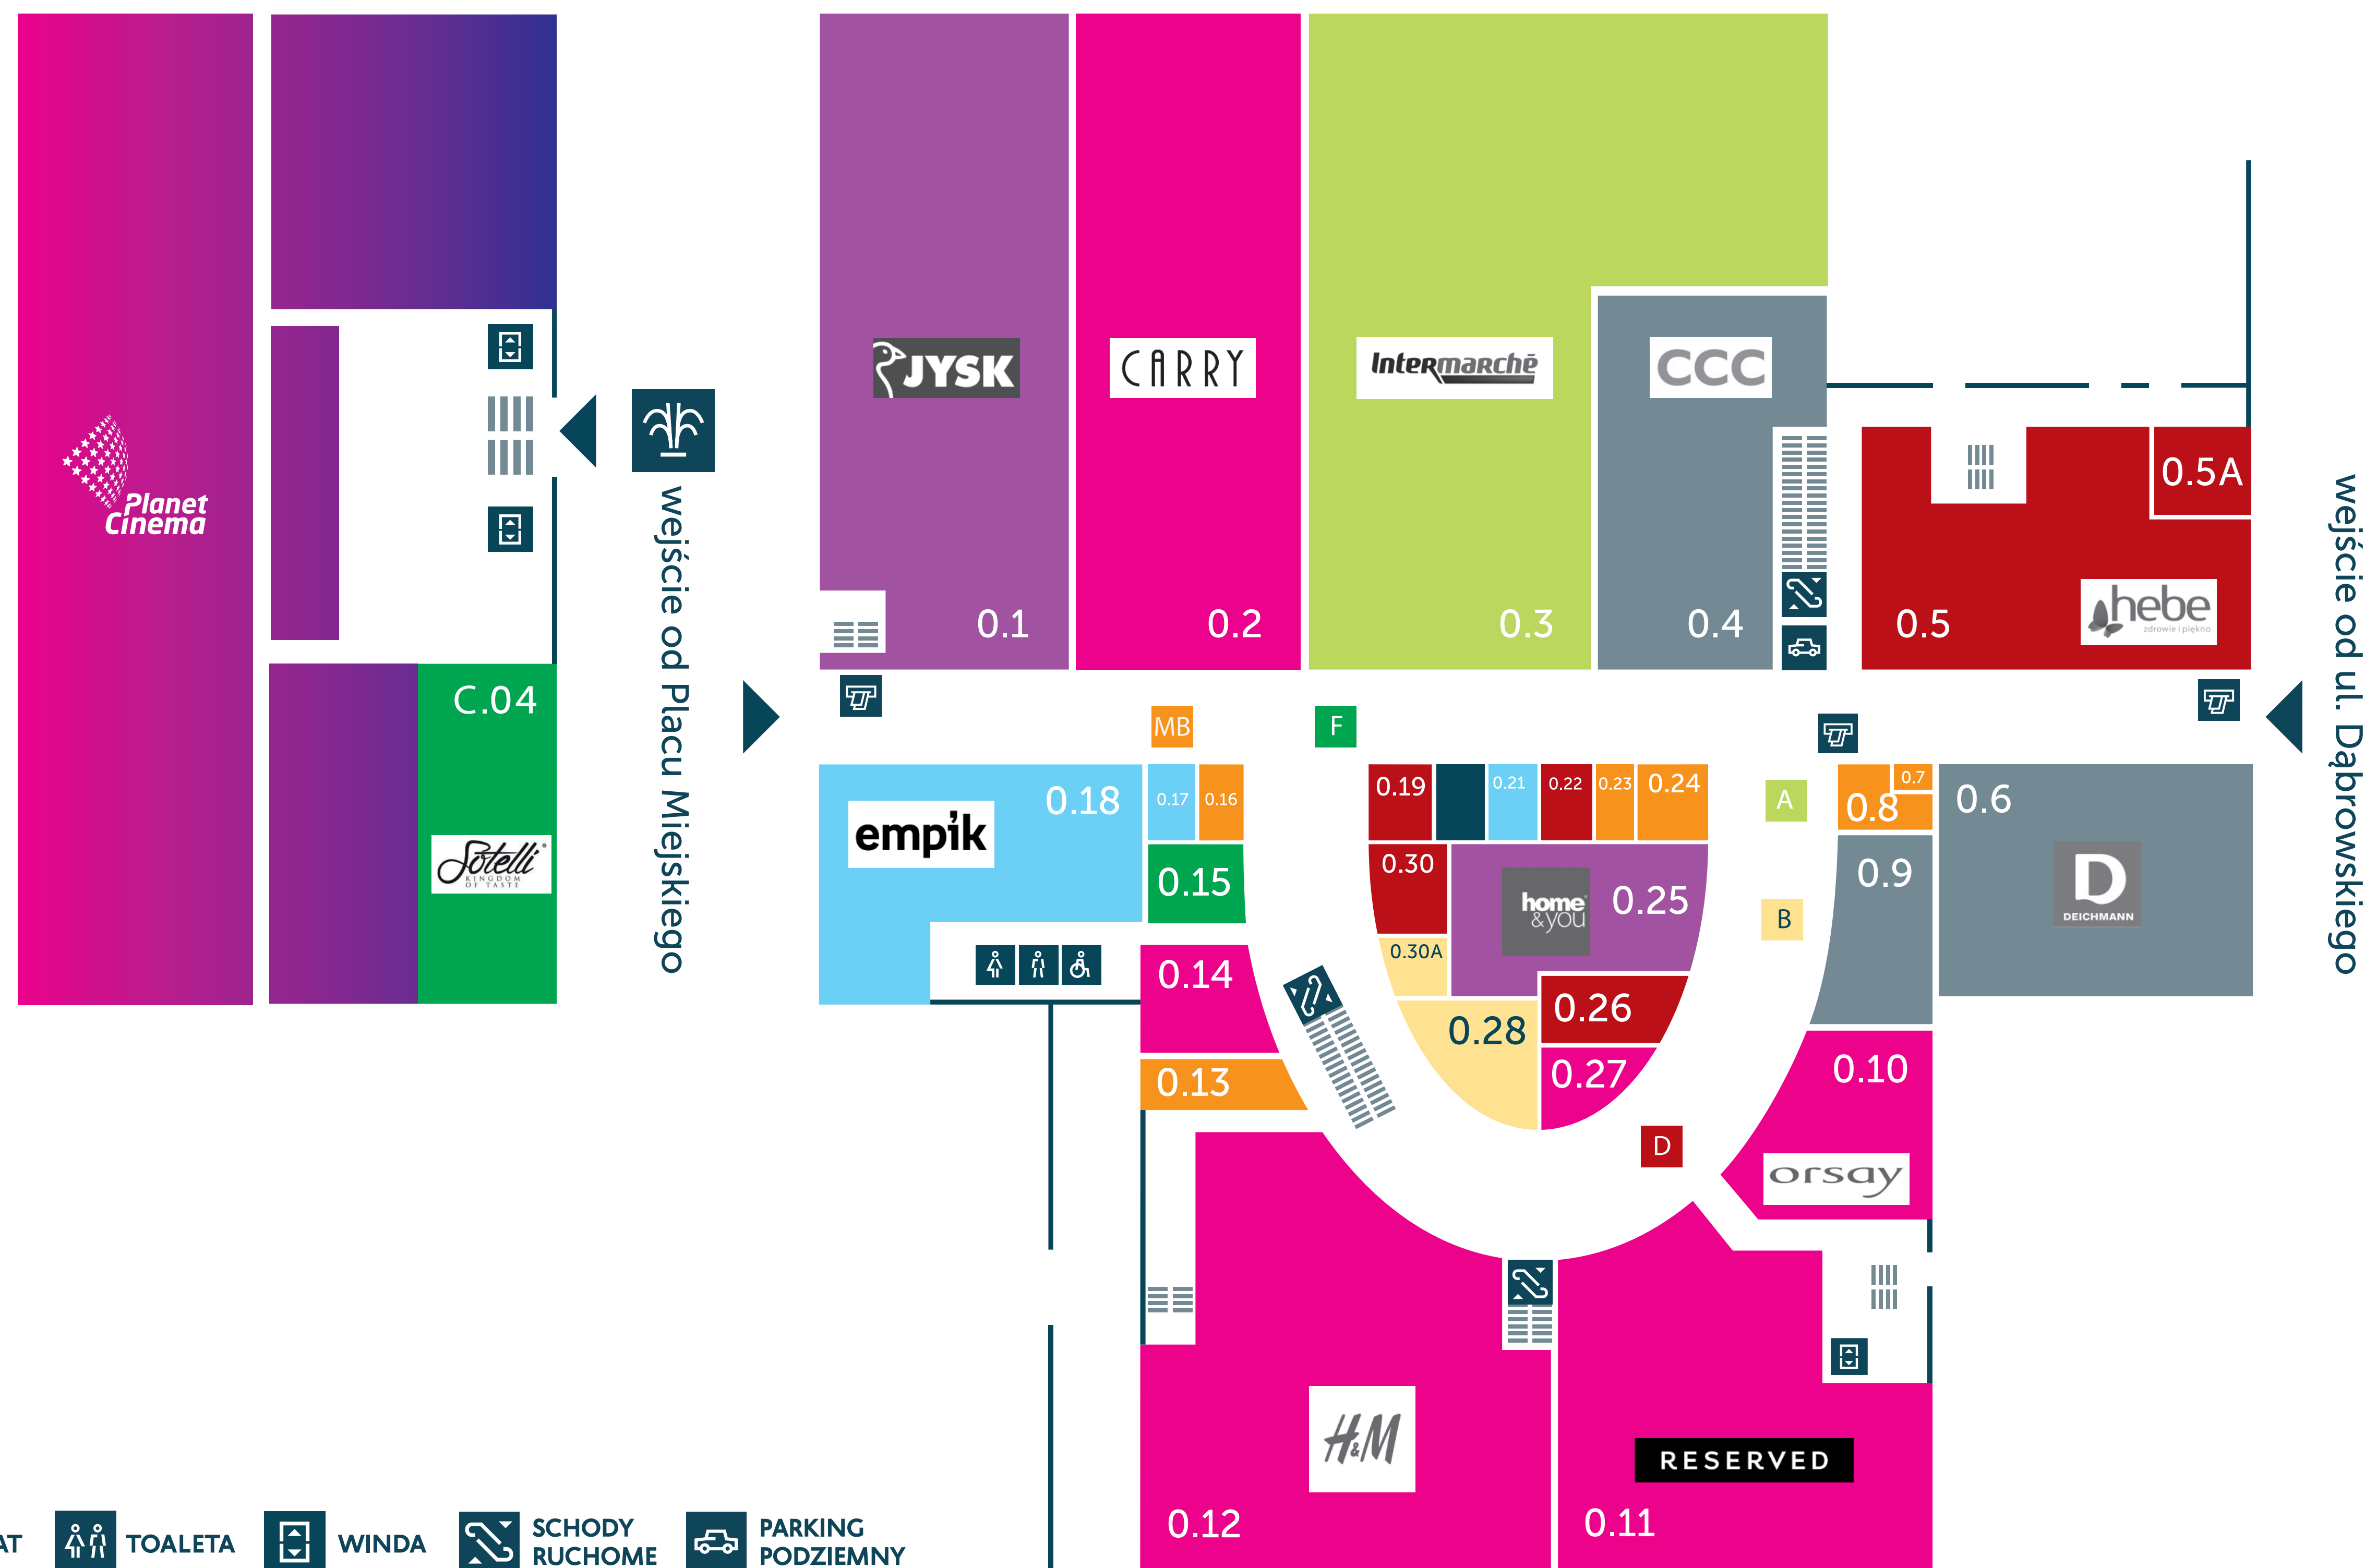 Planet
Cinema
C.04
Sotelli
KINGDOM
OF TASTE
wejście od Placu Miejskiego
JYSK
0.1
CARRY
0.2
Intermarchē
0.3
CCC
0.4
0.5
0.5A
hebe
zdrowie i piękno
wejście od ul. Dąbrowskiego
MB
F
A
B
D
empik
0.18
0.17
0.16
0.15
0.14
0.13
0.19
0.21
0.22
0.23
0.24
0.30
0.30A
home
&you
0.25
0.26
0.27
0.28
0.7
0.8
0.9
0.6
D
DEICHMANN
0.10
orsay
H&M
0.12
RESERVED
0.11
AT
TOALETA
WINDA
SCHODY
RUCHOME
PARKING
PODZIEMNY